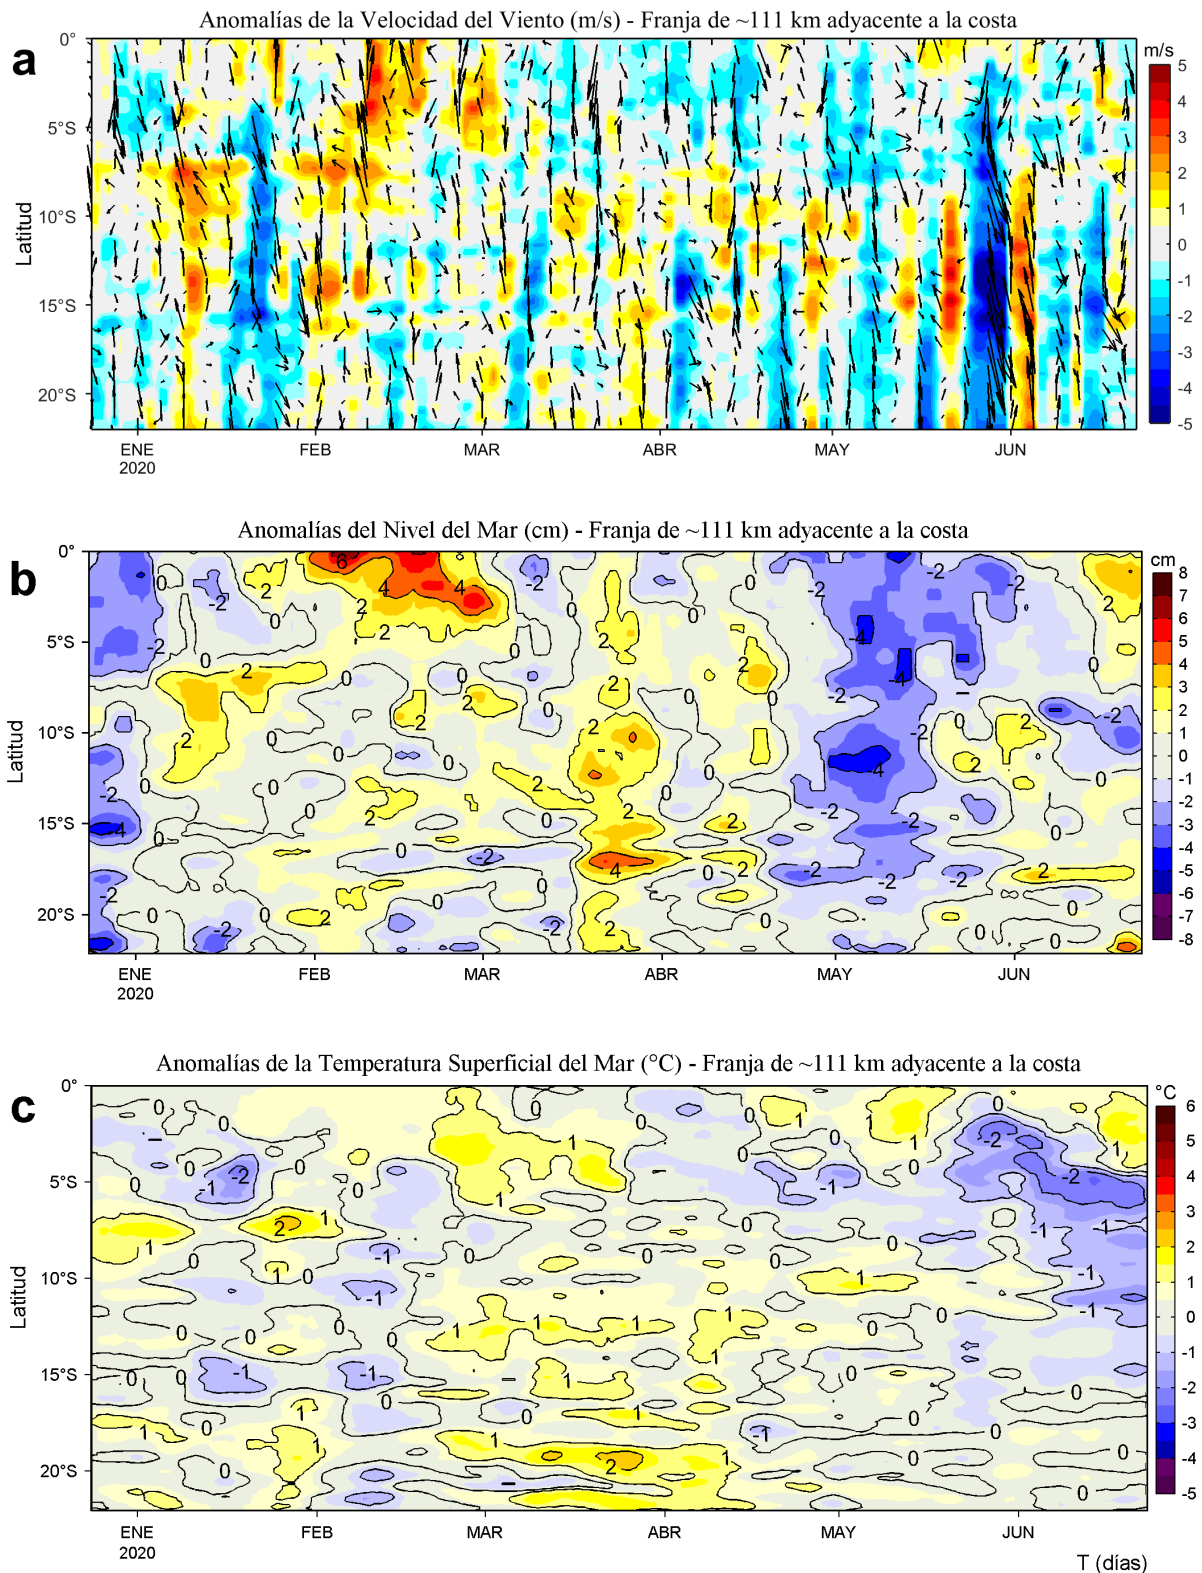 Anomalías de la Velocidad del Viento (m/s) - Franja de ~111 km adyacente a la costa
a
0°
5°S
10°S
15°S
20°S
Latitud
ENE
2020
FEB
MAR
ABR
MAY
JUN
m/s
5
4
3
2
1
0
-1
-2
-3
-4
-5
Anomalías del Nivel del Mar (cm) - Franja de ~111 km adyacente a la costa
b
0°
5°S
10°S
15°S
20°S
Latitud
ENE
2020
FEB
MAR
ABR
MAY
JUN
cm
8
7
6
5
4
3
2
1
0
-1
-2
-3
-4
-5
-6
-7
-8
Anomalías de la Temperatura Superficial del Mar (°C) - Franja de ~111 km adyacente a la costa
c
0°
5°S
10°S
15°S
20°S
Latitud
ENE
2020
FEB
MAR
ABR
MAY
JUN
T (días)
°C
6
5
4
3
2
1
0
-1
-2
-3
-4
-5